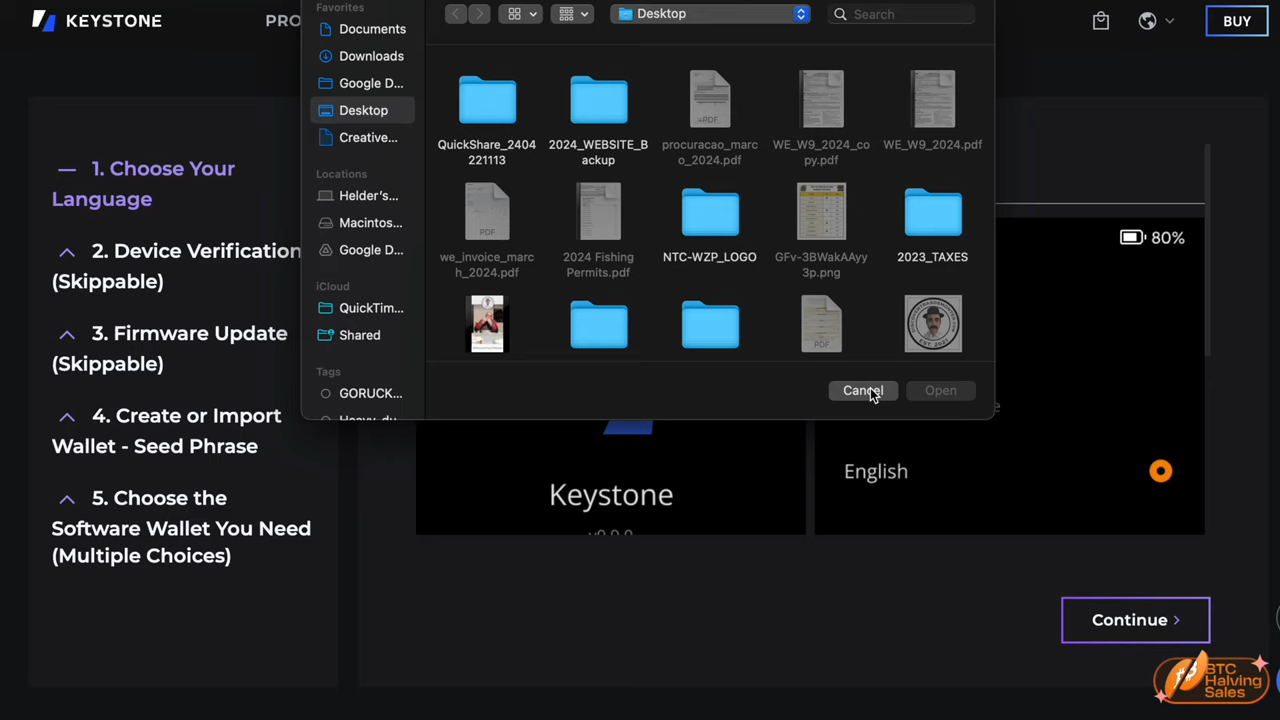 KEYSTONE
PRO
BUY
Favorites
Documents
Downloads
Google D...
Desktop
Creative...
Locations
Helder's...
Macintos...
Google D...
iCloud
QuickTim...
Shared
Tags
GORUCK...
Desktop
Search
QuickShare_2404
221113
2024_WEBSITE_B
ackup
procuracao_marc
o_2024.pdf
WE_W9_2024_co
py.pdf
WE_W9_2024.pdf
PDF
we_invoice_marc
h_2024.pdf
2024 Fishing
Permits.pdf
NTC-WZP_LOGO
GFv-3BWakAAyy
3p.png
2023_TAXES
PDF
Cancel
Open
1. Choose Your
Language
2. Device Verification
(Skippable)
3. Firmware Update
(Skippable)
4. Create or Import
Wallet - Seed Phrase
5. Choose the
Software Wallet You Need
(Multiple Choices)
80%
Keystone
English
Continue
BTC
Halving
Sales